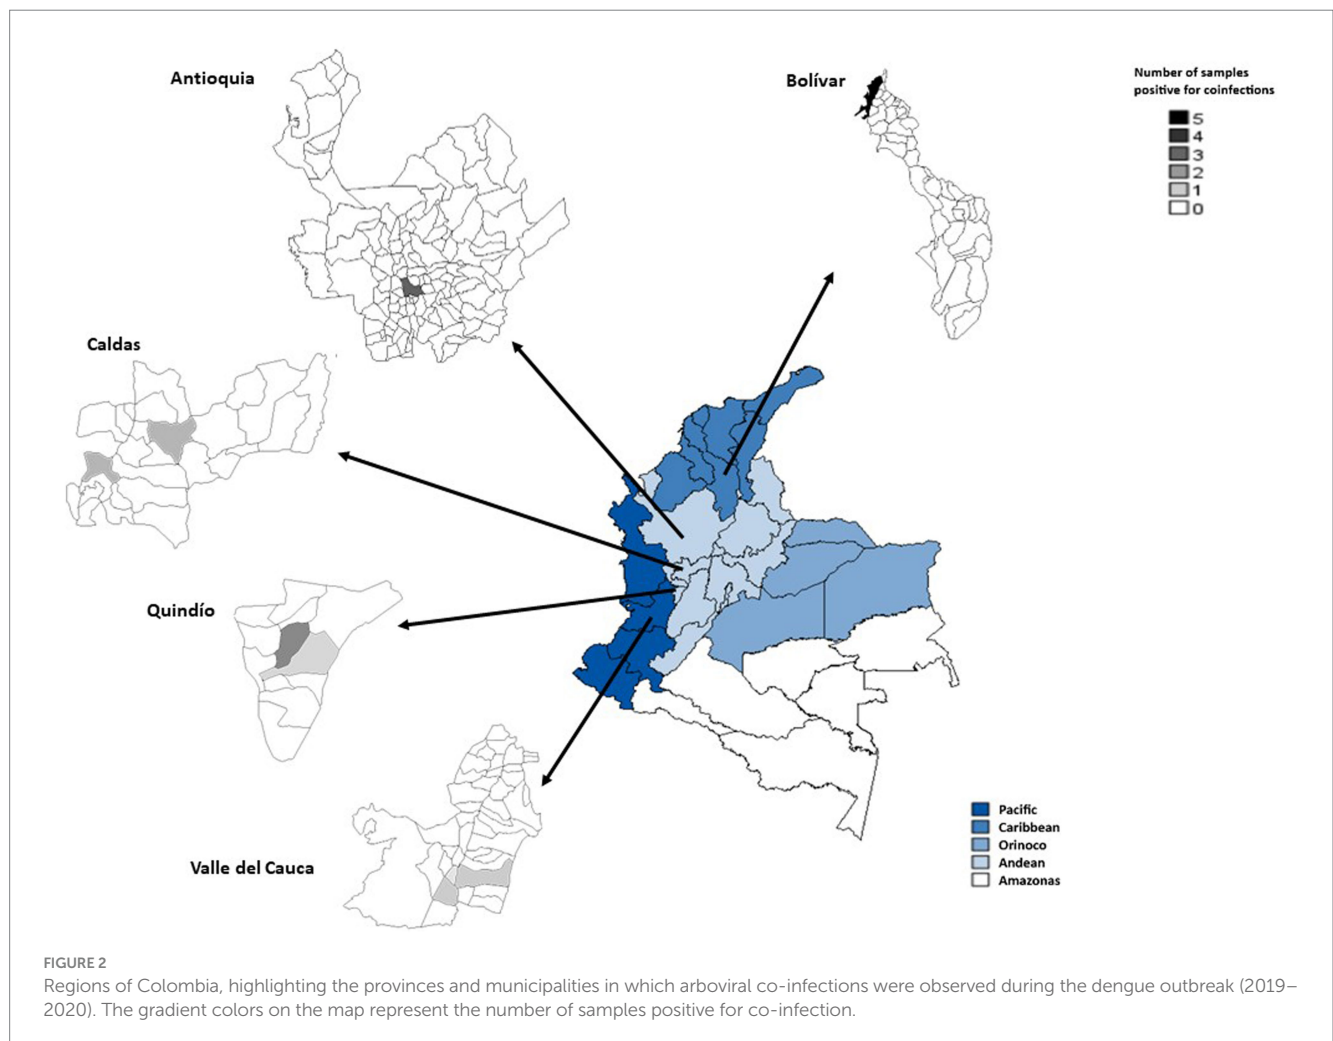 Antioquia
Bolívar
Number of samples
positive for coinfections
5
4
3
2
1
0
Caldas
Quindío
Valle del Cauca
Pacific
Caribbean
Orinoco
Andean
Amazonas
FIGURE 2
Regions of Colombia, highlighting the provinces and municipalities in which arboviral co-infections were observed during the dengue outbreak (2019–
2020). The gradient colors on the map represent the number of samples positive for co-infection.